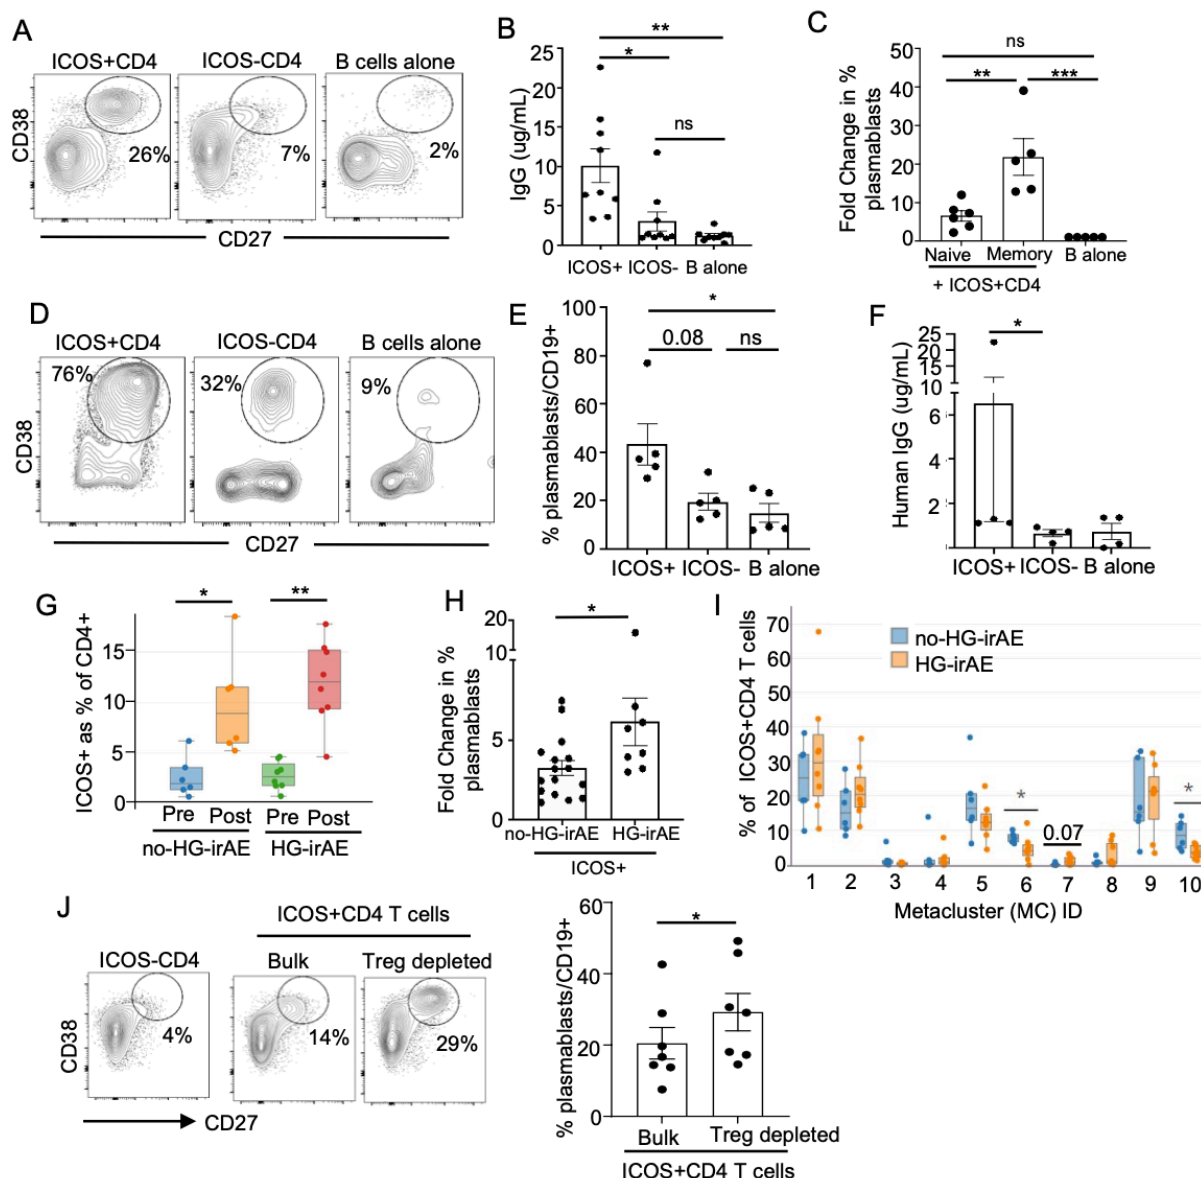 A
ICOS+CD4 ICOS-CD4 B cells alone
CD38
26% 7% 2%
CD27
B
**
*
ns
IgG (ug/mL)
25
20
15
10
5
0
ICOS+ ICOS- B alone
C
ns
** ***
Fold Change in %
plasmablasts
50
40
30
20
10
0
Naive Memory B alone
+ ICOS+CD4
D
ICOS+CD4 ICOS-CD4 B cells alone
76% 32% 9%
CD38
CD27
E
*
0.08 ns
% plasmablasts/CD19+
100
80
60
40
20
0
ICOS+ ICOS- B alone
F
*
Human IgG (ug/mL)
25
20
15
10
6
4
2
ICOS+ ICOS- B alone
G
* **
ICOS+ as % of CD4+
15
10
5
0
Pre Post Pre Post
no-HG-irAE HG-irAE
H
*
Fold Change in %
plasmablasts
20
10
5
0
no-HG-irAE HG-irAE
ICOS+
I
no-HG-irAE
HG-irAE
% of ICOS+CD4 T cells
70
60
50
40
30
20
10
0
* 0.07 *
1 2 3 4 5 6 7 8 9 10
Metacluster (MC) ID
J
ICOS+CD4 T cells
ICOS-CD4 Bulk Treg depleted
CD38
4% 14% 29%
CD27
*
% plasmablasts/CD19+
60
40
20
0
Bulk Treg depleted
ICOS+CD4 T cells